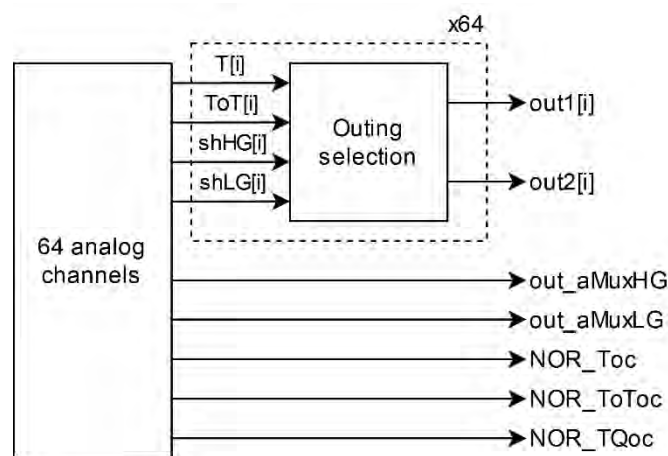 x64
T[i]
ToT[i]
shHG[i]
shLG[i]
Outing
selection
out1[i]
out2[i]
64 analog
channels
out_aMuxHG
out_aMuxLG
NOR_Toc
NOR_ToToc
NOR_TQoc